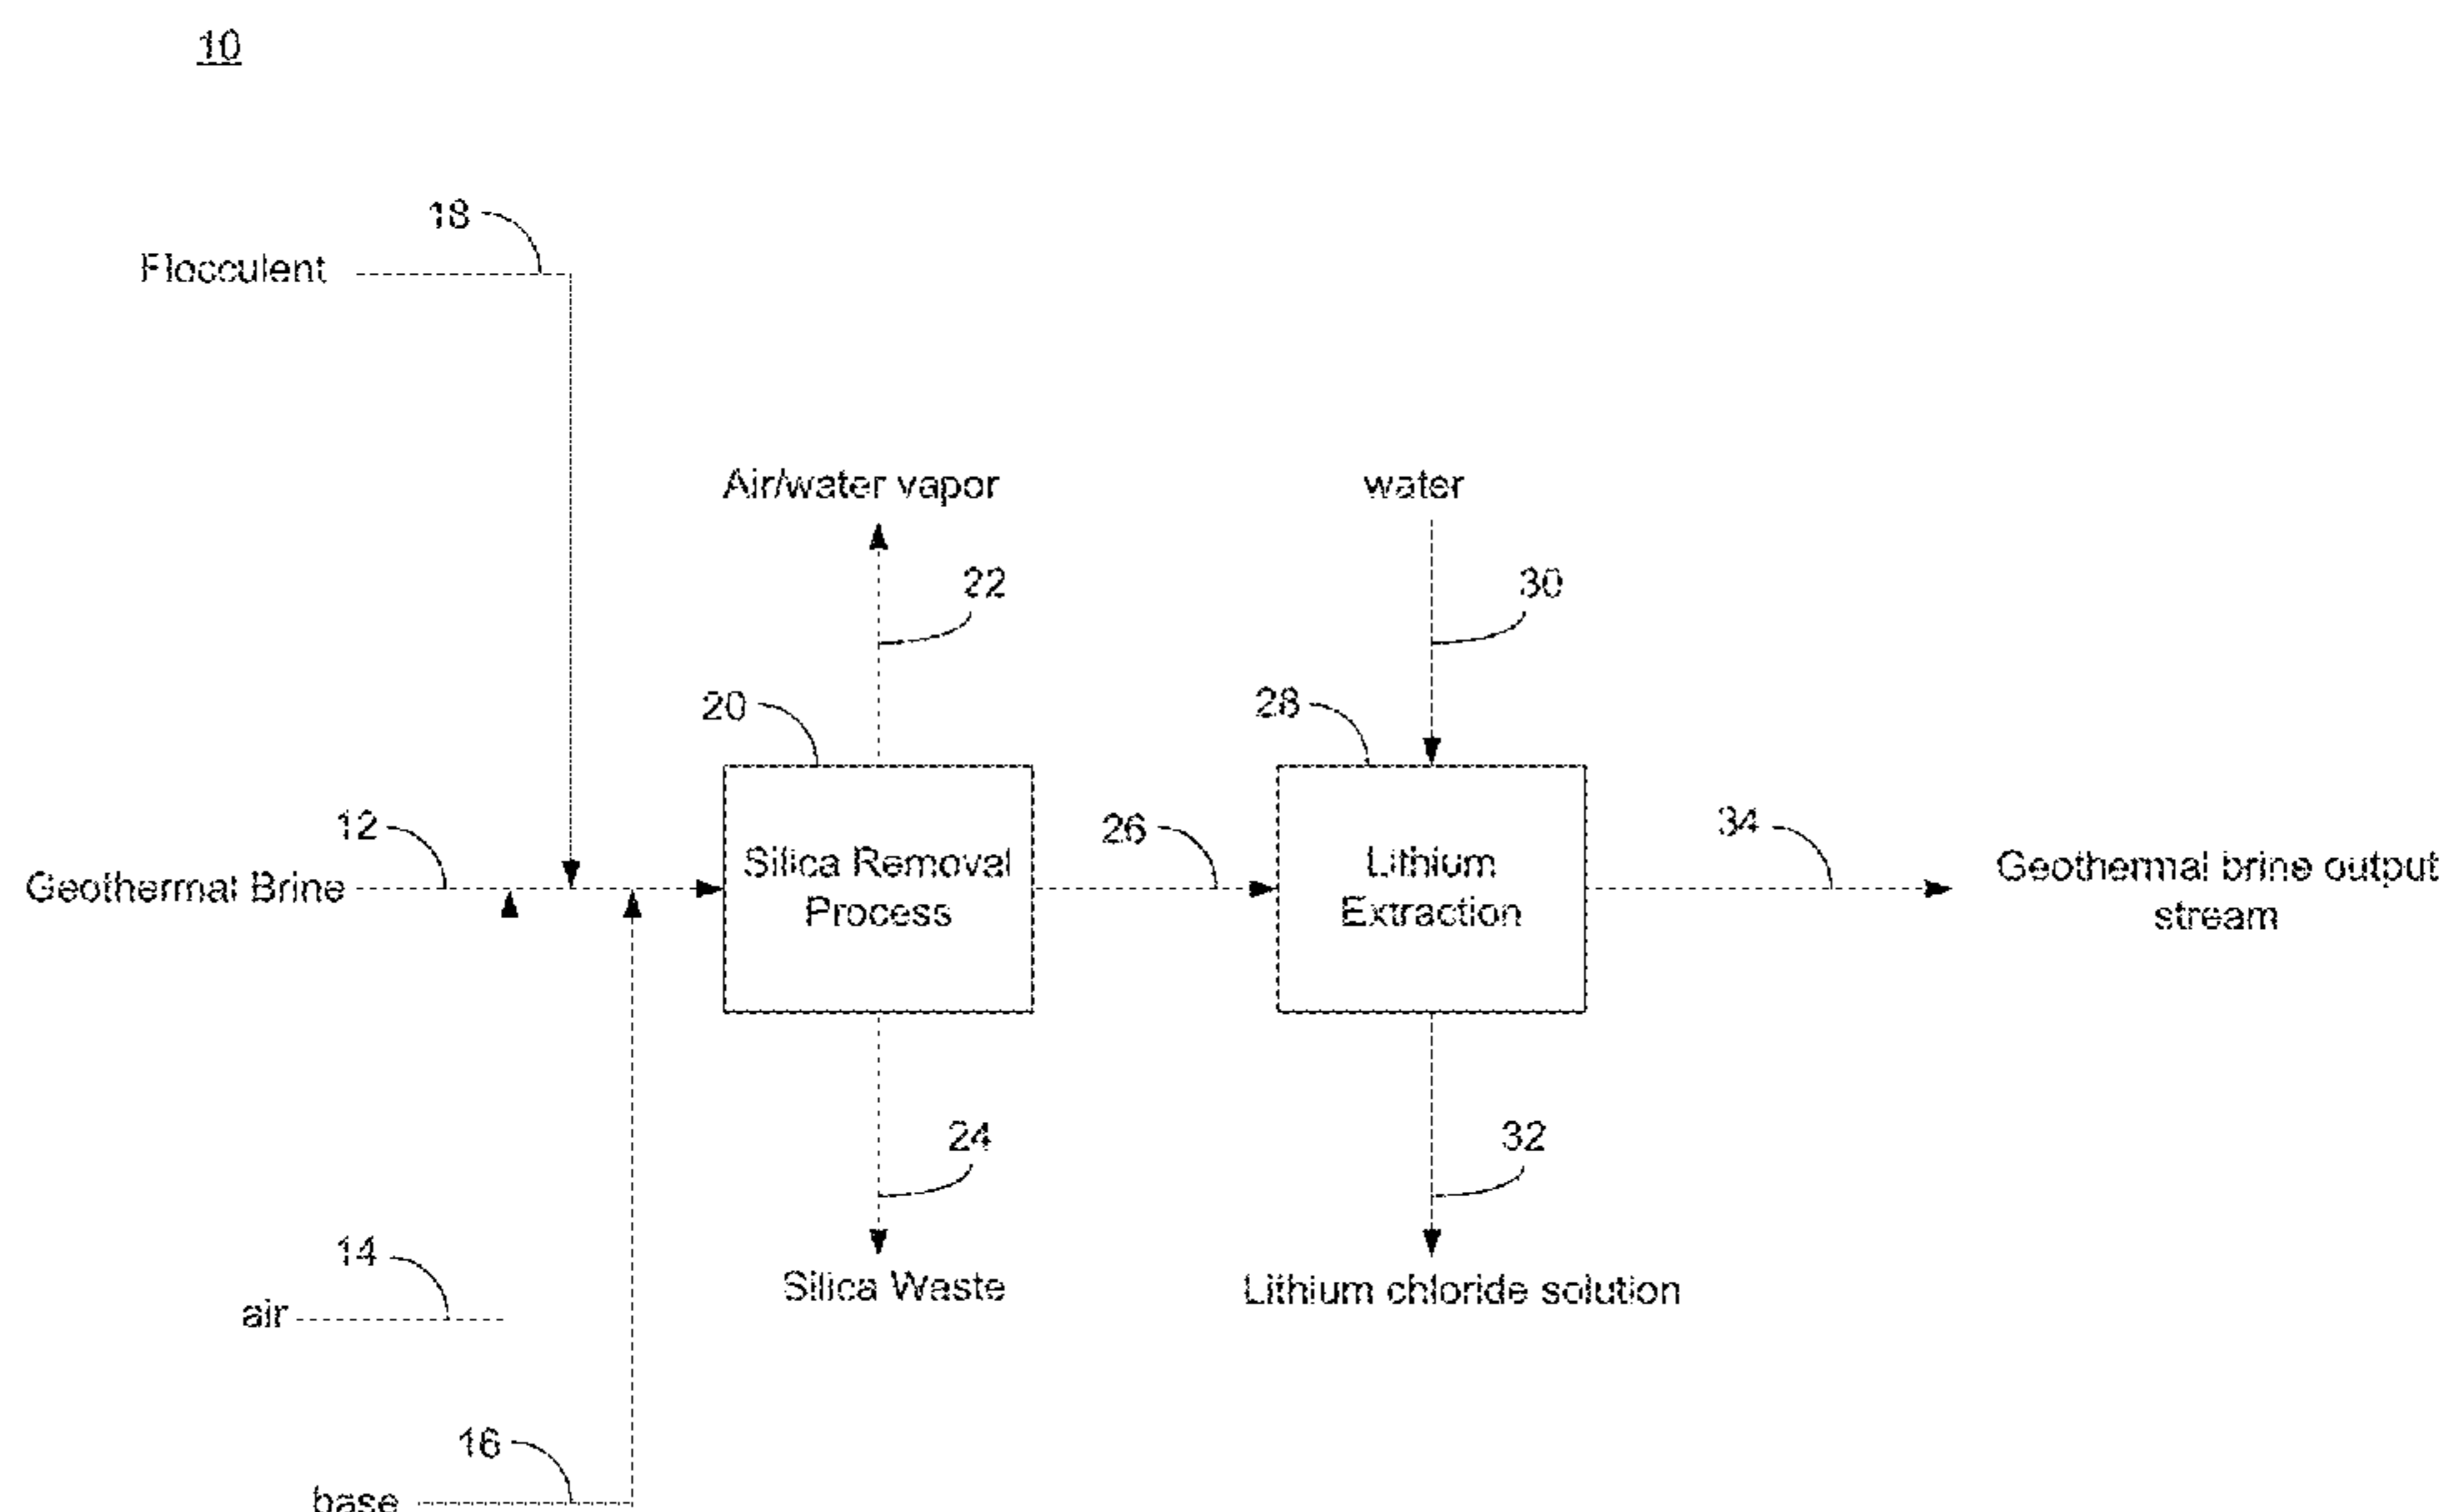 10
18
Flocculent
Air/water vapor
water
22
30
20
28
12
26
34
Geothermal Brine
Silica Removal
Process
Lithium
Extraction
Geothermal brine output
stream
24
32
14
Silica Waste
Lithium chloride solution
air
16
base